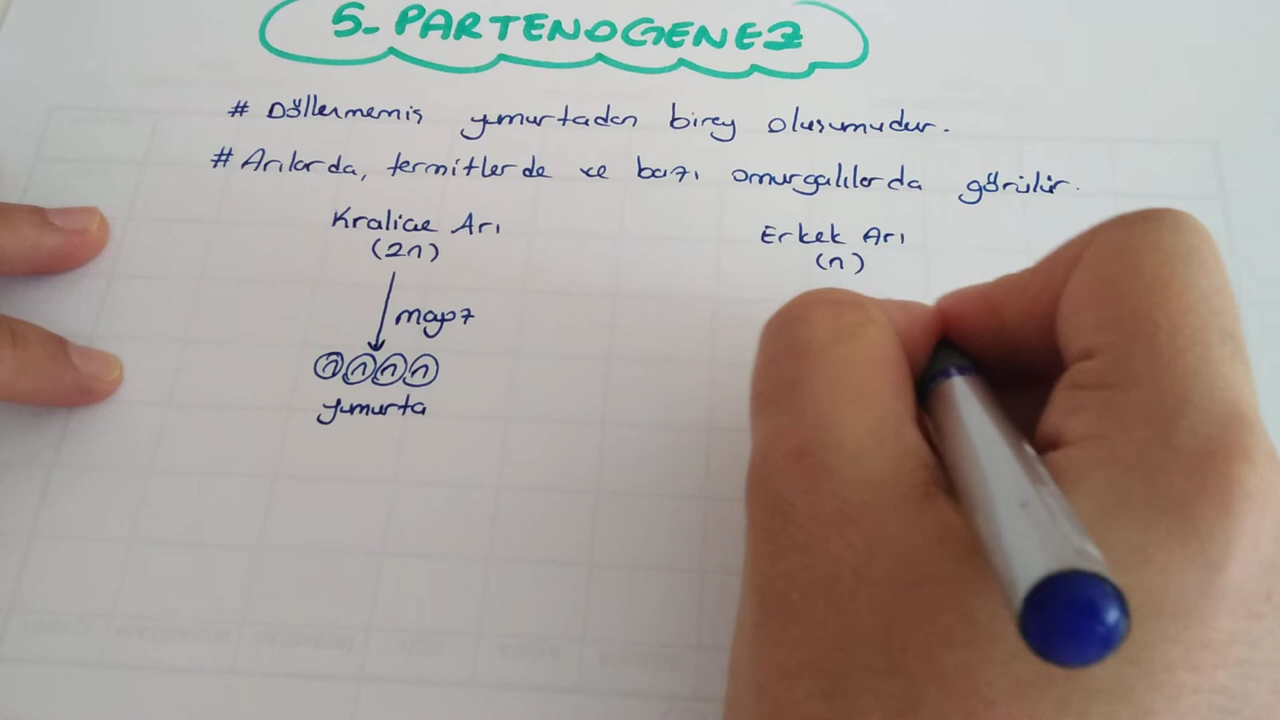 5- PARTENOGENEZ
# Döllenmemiş yumurtadan birey oluşumudur.
# Arılarda, termitlerde ve bazı omurgalılarda görülür.
Kraliçe Arı
(2n)
Erkek Arı
(n)
mayoz
n n n n
yumurta